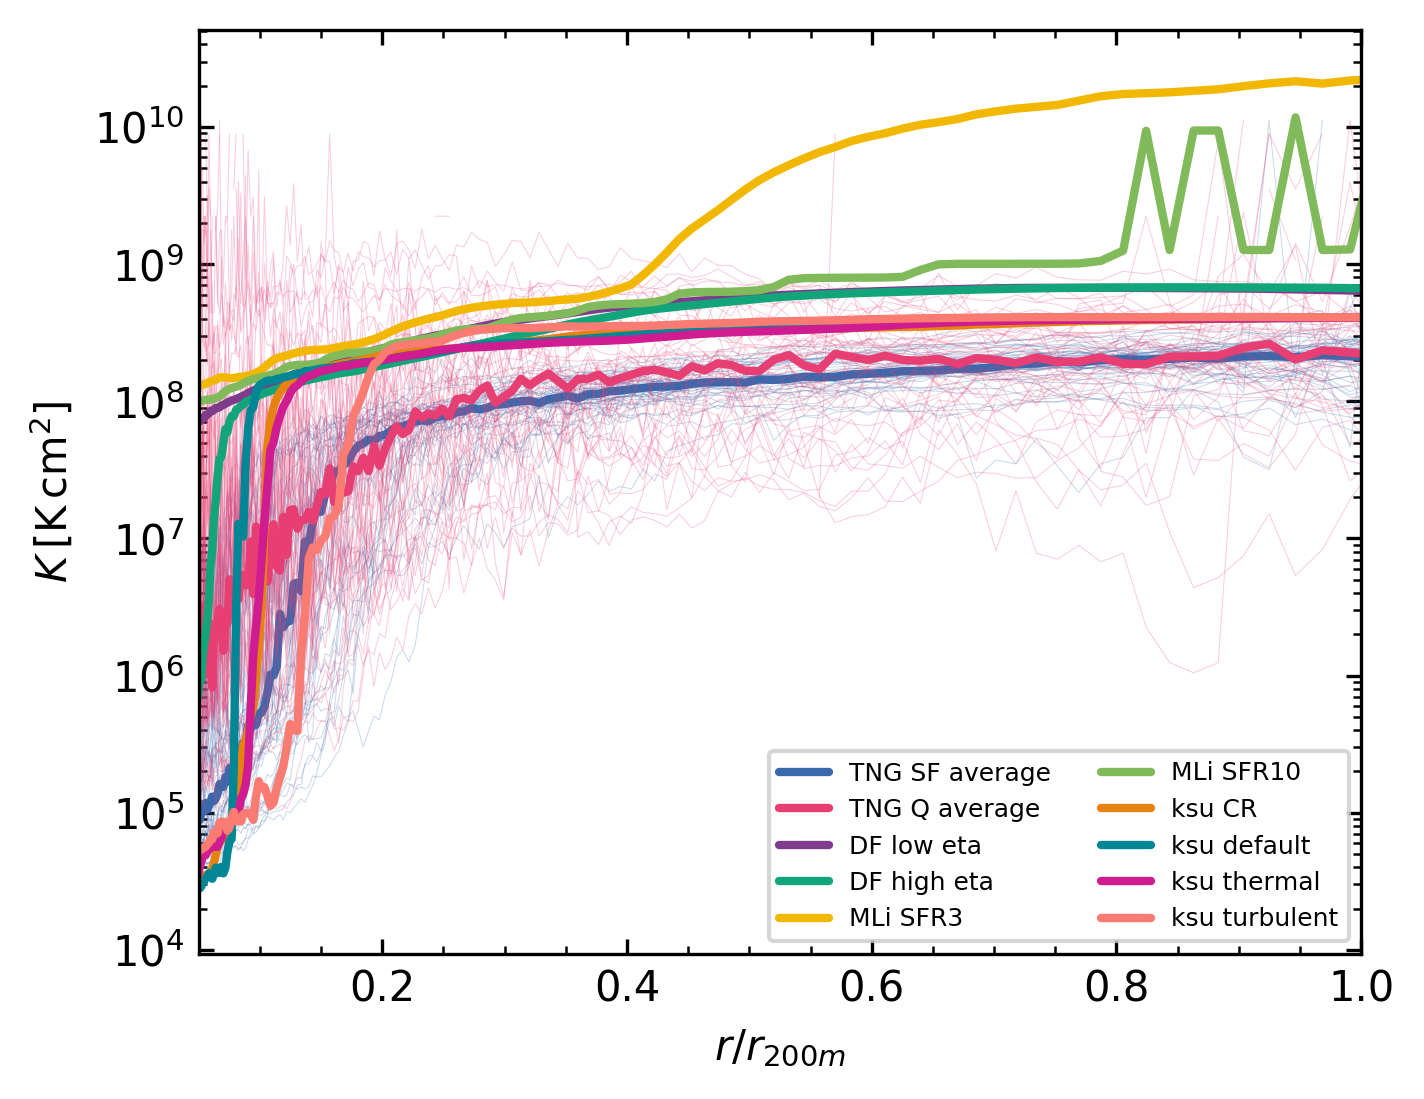 10^10
10^9
10^8
10^7
10^6
10^5
10^4
K [K cm^2]
0.2 0.4 0.6 0.8 1.0
r/r_200m
TNG SF average
TNG Q average
DF low eta
DF high eta
MLi SFR3
MLi SFR10
ksu CR
ksu default
ksu thermal
ksu turbulent